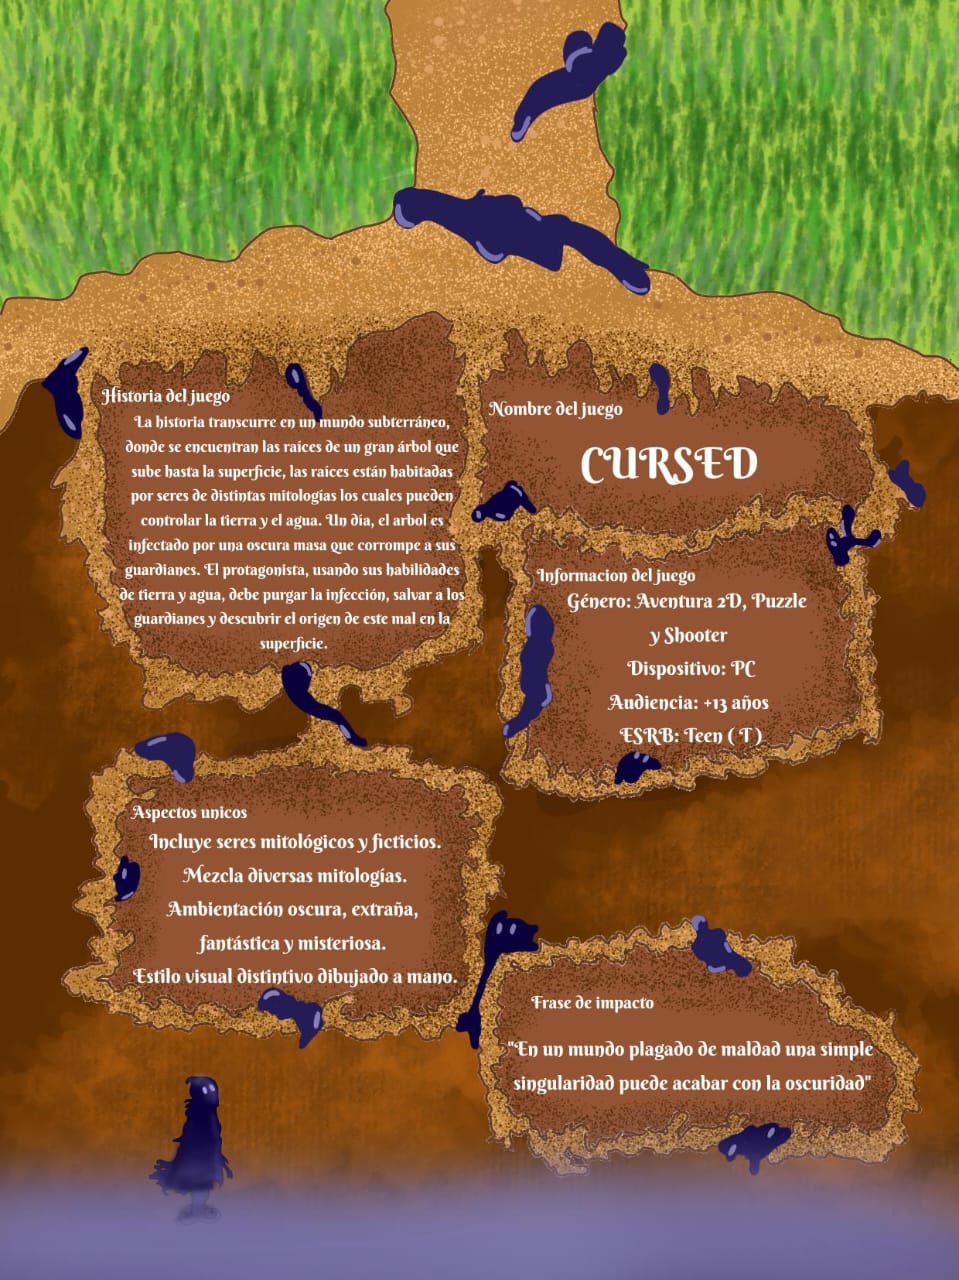 Historia del juego
La historia transcurre en un mundo subterráneo,
donde se encuentran las raíces de un gran árbol que
sube hasta la superficie, las raíces están habitadas
por seres de distintas mitologías los cuales pueden
controlar la tierra y el agua. Un día, el arbol es
infectado por una oscura masa que corrompe a sus
guardianes. El protagonista, usando sus habilidades
de tierra y agua, debe purgar la infección, salvar a los
guardianes y descubrir el origen de este mal en la
superficie.
Nombre del juego
CURSED
Informacion del juego
Género: Aventura 2D, Puzzle
y Shooter
Dispositivo: PC
Audiencia: +13 años
ESRB: Teen ( T )
Aspectos unicos
Incluye seres mitológicos y ficticios.
Mezcla diversas mitologías.
Ambientación oscura, extraña,
fantástica y misteriosa.
Estilo visual distintivo dibujado a mano.
Frase de impacto
"En un mundo plagado de maldad una simple
singularidad puede acabar con la oscuridad"